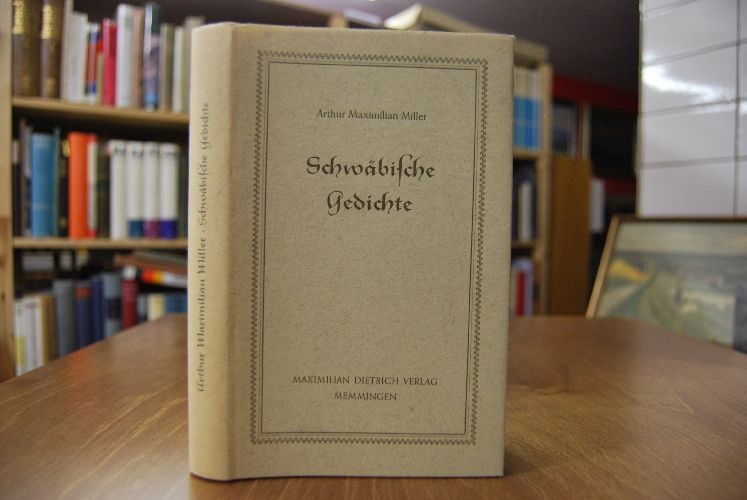 Arthur Maximilian Miller
Schwäbiſche
Gedichte
MAXIMILIAN DIETRICH VERLAG
MEMMINGEN
Arthur Maximilian Miller · Schwäbiſche Gedichte